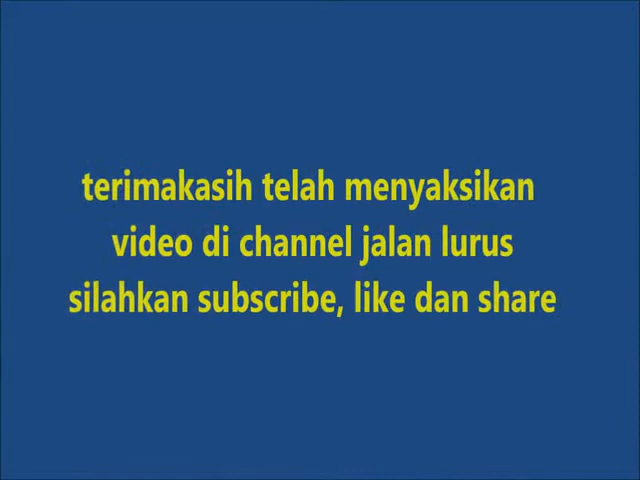 terimakasih telah menyaksikan
video di channel jalan lurus
silahkan subscribe, like dan share